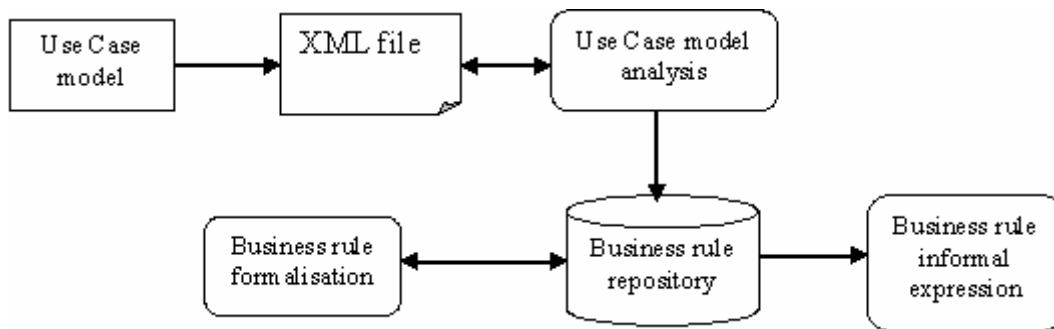 Use Case
model
XML file
Use Case model
analysis
Business rule
formalisation
Business rule
repository
Business rule
informal
expression